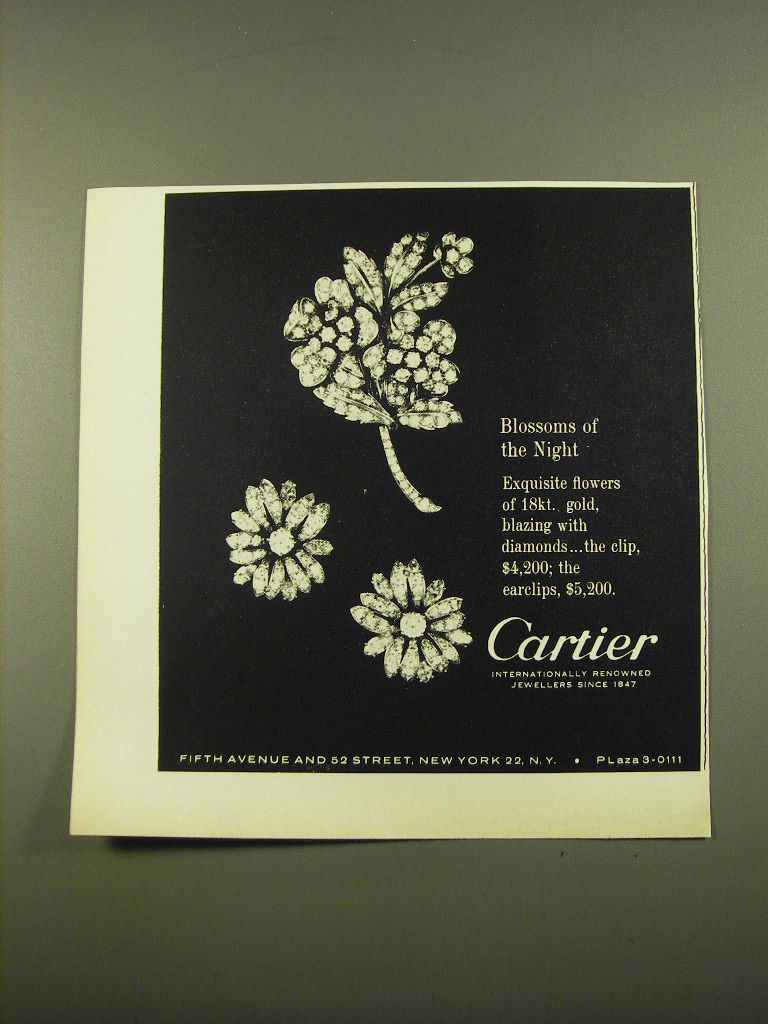 Blossoms of
the Night
Exquisite flowers
of 18kt. gold,
blazing with
diamonds...the clip,
$4,200; the
earclips, $5,200.
Cartier
INTERNATIONALLY RENOWNED
JEWELLERS SINCE 1847
FIFTH AVENUE AND 52 STREET, NEW YORK 22, N.Y. • PLaza 3-0111